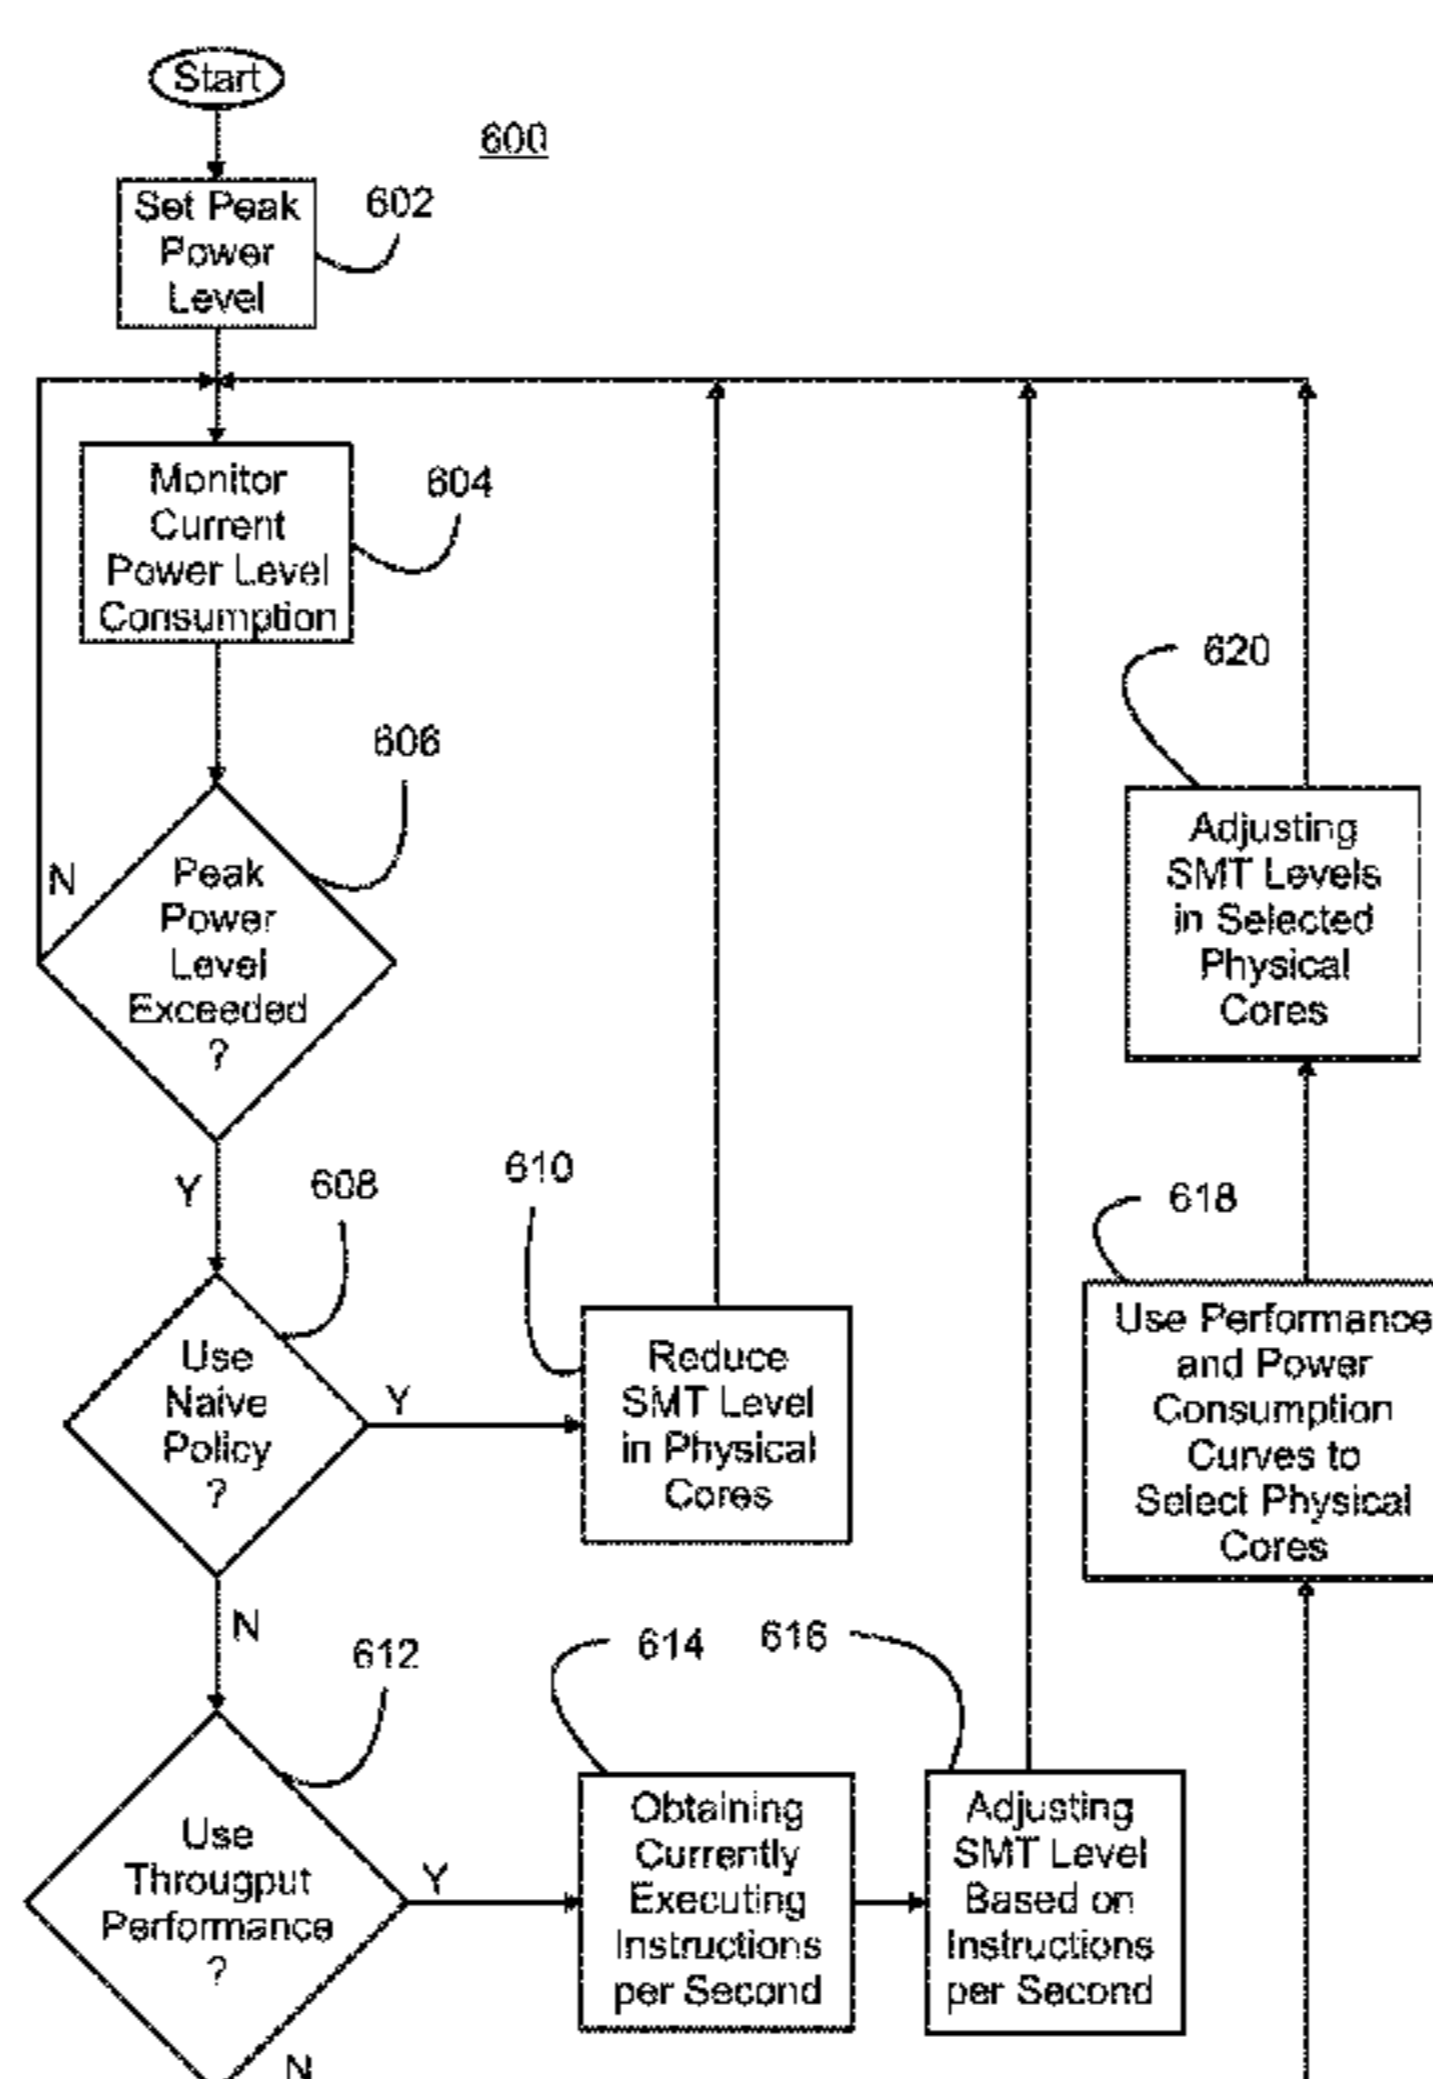 Start
600
Set Peak
Power
Level
602
Monitor
Current
Power Level
Consumption
604
606
N
Peak
Power
Level
Exceeded
?
Y
608
Use
Naive
Policy
?
Y
610
Reduce
SMT Level
in Physical
Cores
N
612
Use
Througput
Performance
?
Y
614
Obtaining
Currently
Executing
Instructions
per Second
616
Adjusting
SMT Level
Based on
Instructions
per Second
N
618
Use Performance
and Power
Consumption
Curves to
Select Physical
Cores
620
Adjusting
SMT Levels
in Selected
Physical
Cores